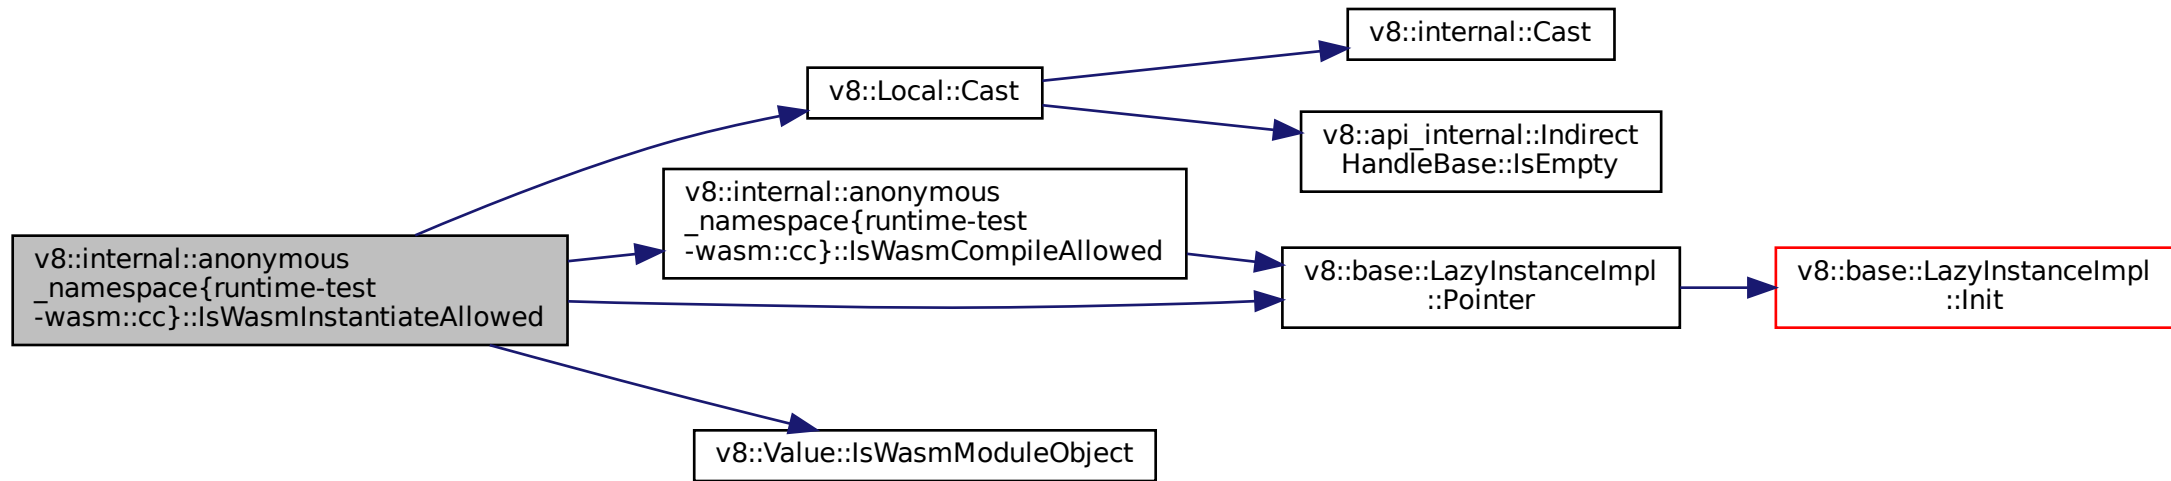 v8::internal::Cast
v8::Local::Cast
v8::api_internal::Indirect
HandleBase::IsEmpty
v8::internal::anonymous
_namespace{runtime-test
-wasm::cc}::IsWasmCompileAllowed
v8::internal::anonymous
_namespace{runtime-test
-wasm::cc}::IsWasmInstantiateAllowed
v8::base::LazyInstanceImpl
::Pointer
v8::base::LazyInstanceImpl
::Init
v8::Value::IsWasmModuleObject